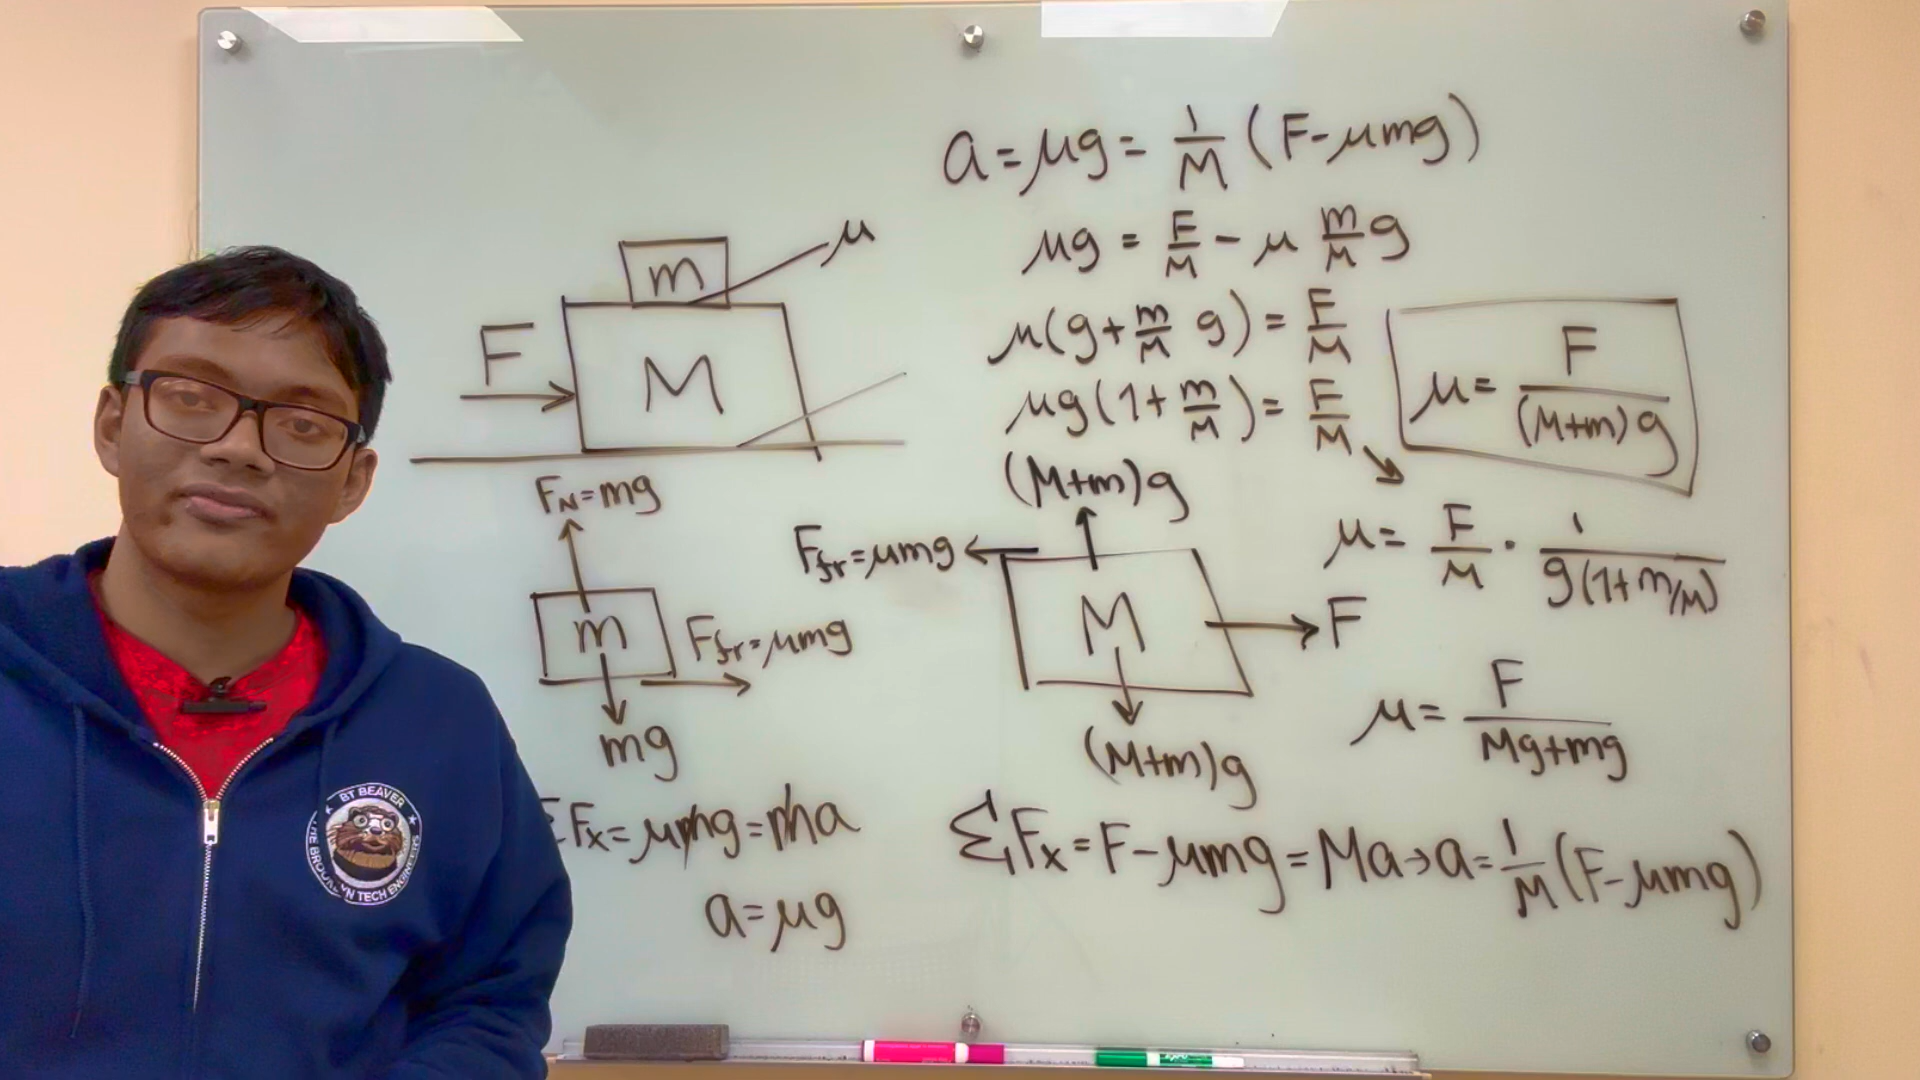 a = μg = 1/M (F - μmg)
μg = F/M - μ m/M g
μ(g + m/M g) = F/M
μg(1 + m/M) = F/M
μ = F/M · 1/g(1+m/M)
μ = F/Mg+mg
μ = F/(M+m)g
μ
m
F
M
F_N = mg
m
F_fr = μmg
mg
ΣF_x = μmg = ma
a = μg
(M+m)g
F_fr = μmg
M
F
(M+m)g
ΣF_x = F - μmg = Ma → a = 1/M (F - μmg)
BT BEAVER
THE BROOKLYN TECH ENGINEERS